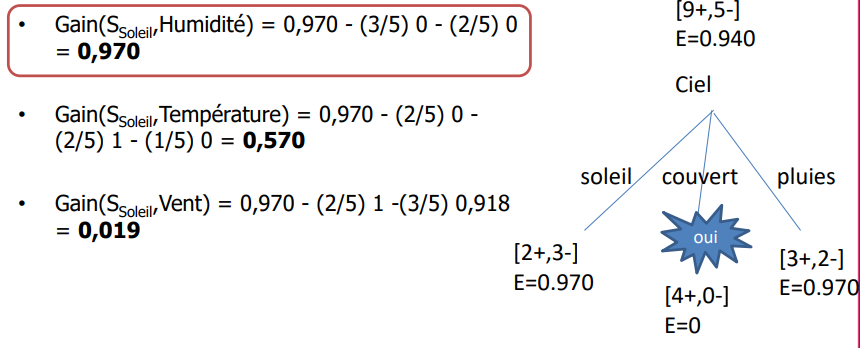 • Gain(SSoleil,Humidité) = 0,970 - (3/5) 0 - (2/5) 0
= 0,970
• Gain(SSoleil,Température) = 0,970 - (2/5) 0 -
(2/5) 1 - (1/5) 0 = 0,570
• Gain(SSoleil,Vent) = 0,970 - (2/5) 1 -(3/5) 0,918
= 0,019
[9+,5-]
E=0.940
Ciel
soleil
couvert
pluies
oui
[2+,3-]
E=0.970
[4+,0-]
E=0
[3+,2-]
E=0.970